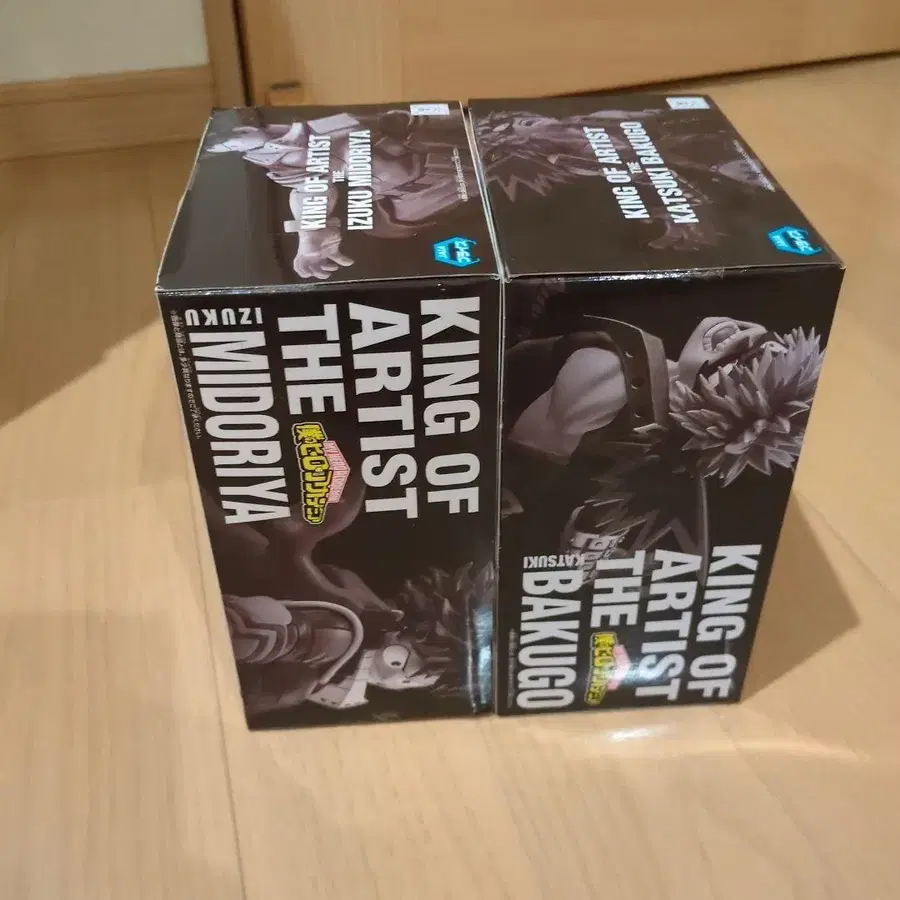 KING OF ARTIST
THE
IZUKU MIDORIYA
KING OF ARTIST
THE
KATSUKI BAKUGO
KING OF
ARTIST
THE
IZUKU
MIDORIYA
僕のヒーローアカデミア
KING OF
ARTIST
THE
KATSUKI
BAKUGO
僕のヒーローアカデミア